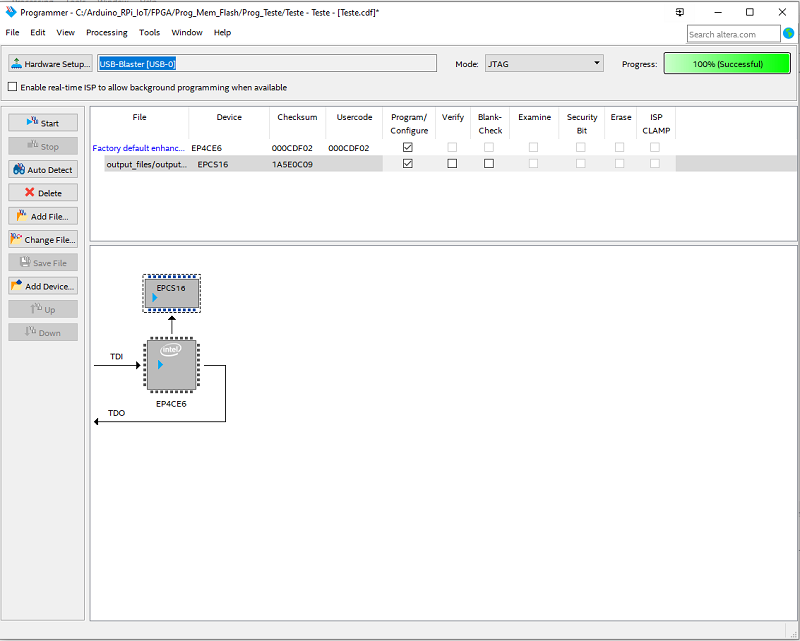 Programmer - C:/Arduino_RPi_IoT/FPGA/Prog_Mem_Flash/Prog_Teste/Teste - Teste - [Teste.cdf]*
File Edit View Processing Tools Window Help
Search altera.com
Hardware Setup... USB-Blaster [USB-0] Mode: JTAG Progress: 100% (Successful)
Enable real-time ISP to allow background programming when available
Start
Stop
Auto Detect
Delete
Add File...
Change File...
Save File
Add Device...
Up
Down
File Device Checksum Usercode Program/ Verify Blank- Examine Security Erase ISP
Configure Check Bit CLAMP
Factory default enhanc... EP4CE6 000CDF02 000CDF02
output_files/output... EPCS16 1A5E0C09
EPCS16
intel
TDI
EP4CE6
TDO